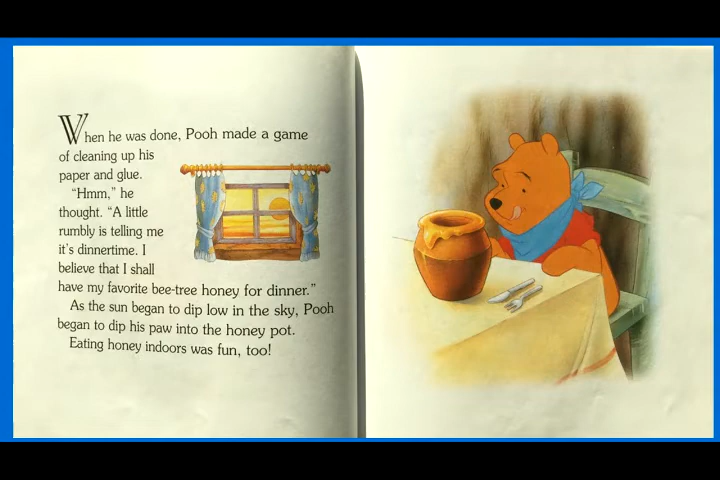 When he was done, Pooh made a game
of cleaning up his
paper and glue.
"Hmm," he
thought. "A little
rumbly is telling me
it's dinnertime. I
believe that I shall
have my favorite bee-tree honey for dinner."
As the sun began to dip low in the sky, Pooh
began to dip his paw into the honey pot.
Eating honey indoors was fun, too!